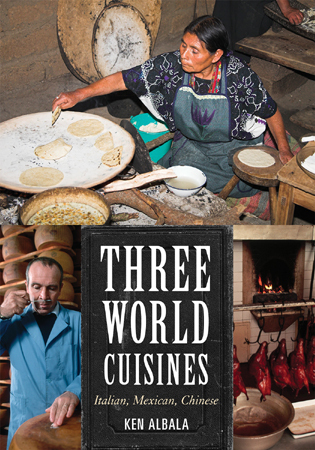 THREE
WORLD
CUISINES
Italian, Mexican, Chinese
KEN ALBALA